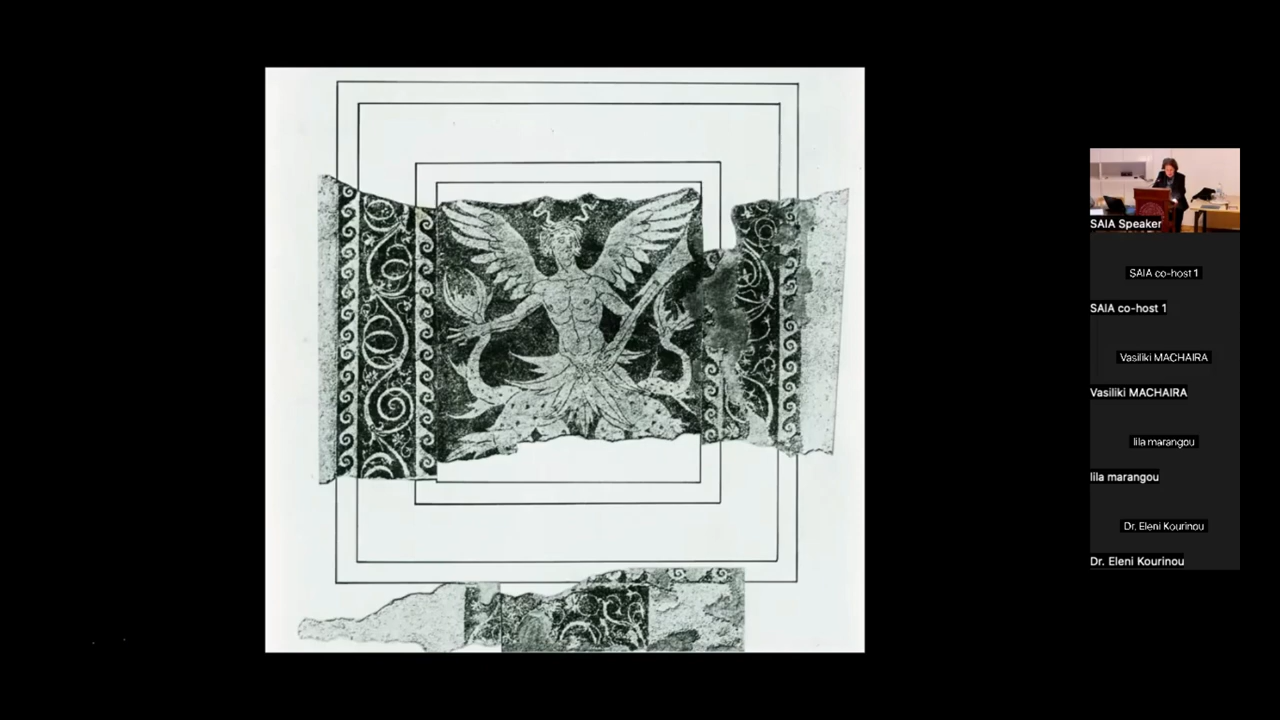 SAIA Speaker
SAIA co-host 1
SAIA co-host 1
Vasiliki MACHAIRA
Vasiliki MACHAIRA
lila marangou
lila marangou
Dr. Eleni Kourinou
Dr. Eleni Kourinou